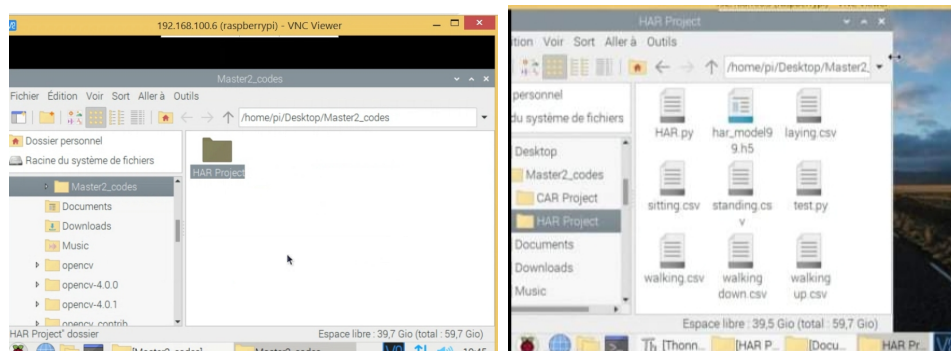 192.168.100.6 (raspberrypi) - VNC Viewer
Master2_codes
Fichier Édition Voir Sort Aller à Outils
/home/pi/Desktop/Master2_codes
Dossier personnel
Racine du système de fichiers
Master2_codes
Documents
Downloads
Music
opencv
opencv-4.0.0
opencv-4.0.1
opencv_contrib
HAR Project
HAR Project" dossier
Espace libre : 39,7 Gio (total : 59,7 Gio)
[Master2_codes]
Master2_codes
HAR Project
ition Voir Sort Aller à Outils
/home/pi/Desktop/Master2_
personnel
du système de fichiers
Desktop
Master2_codes
CAR Project
HAR Project
Documents
Downloads
Music
HAR.py
har_model9
9.h5
laying.csv
sitting.csv
standing.cs
v
test.py
walking.csv
walking
down.csv
walking
up.csv
Espace libre : 39,5 Gio (total : 59,7 Gio)
[Thonn...
[HAR P...
[Docu...
HAR Pr...